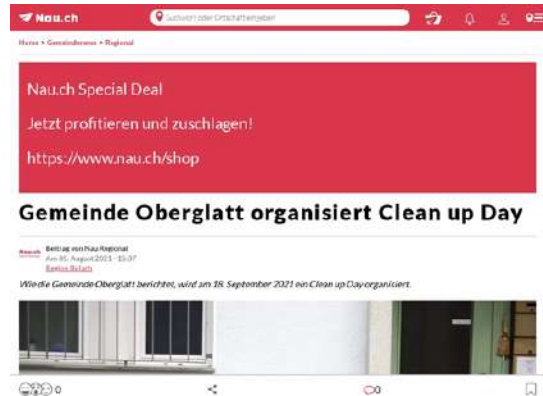 Nau.ch
Suchwort oder Ortschaft eingeben
Home > Gemeindenews > Regional
Nau.ch Special Deal
Jetzt profitieren und zuschlagen!
https://www.nau.ch/shop
Gemeinde Oberglatt organisiert Clean up Day
Beitrag von Nau Regional
Am 05. August 2021 - 15:37
Region Bülach
Wie die Gemeinde Oberglatt berichtet, wird am 18. September 2021 ein Clean up Day organisiert.
0
0